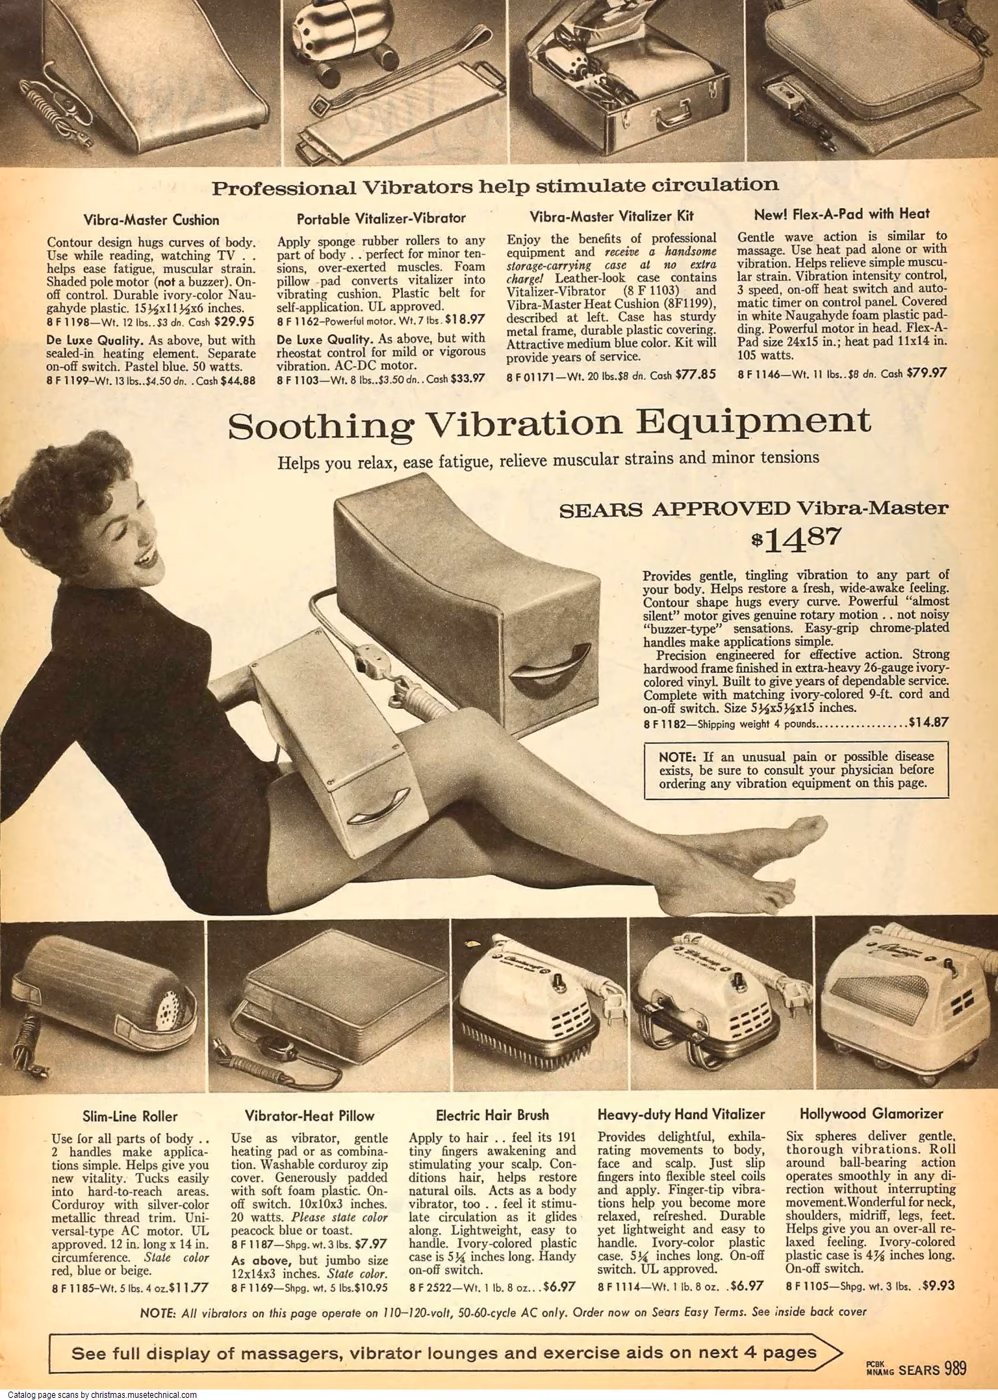 Professional Vibrators help stimulate circulation
Vibra-Master Cushion
Contour design hugs curves of body.
Use while reading, watching TV . .
helps ease fatigue, muscular strain.
Shaded pole motor (not a buzzer). On-
off control. Durable ivory-color Nau-
gahyde plastic. 15½x11½x6 inches.
8 F 1198—Wt. 12 lbs..$3 dn. Cash $29.95
De Luxe Quality. As above, but with
sealed-in heating element. Separate
on-off switch. Pastel blue. 50 watts.
8 F 1199—Wt. 13 lbs..$4.50 dn. . Cash $44.88
Portable Vitalizer-Vibrator
Apply sponge rubber rollers to any
part of body . . perfect for minor ten-
sions, over-exerted muscles. Foam
pillow pad converts vitalizer into
vibrating cushion. Plastic belt for
self-application. UL approved.
8 F 1162—Powerful motor. Wt. 7 lbs. $18.97
De Luxe Quality. As above, but with
rheostat control for mild or vigorous
vibration. AC-DC motor.
8 F 1103—Wt. 8 lbs..$3.50 dn. . Cash $33.97
Vibra-Master Vitalizer Kit
Enjoy the benefits of professional
equipment and receive a handsome
storage-carrying case at no extra
charge! Leather-look case contains
Vitalizer-Vibrator (8 F 1103) and
Vibra-Master Heat Cushion (8F1199),
described at left. Case has sturdy
metal frame, durable plastic covering.
Attractive medium blue color. Kit will
provide years of service.
8 F 01171—Wt. 20 lbs.$8 dn. Cash $77.85
New! Flex-A-Pad with Heat
Gentle wave action is similar to
massage. Use heat pad alone or with
vibration. Helps relieve simple muscu-
lar strain. Vibration intensity control,
3 speed, on-off heat switch and auto-
matic timer on control panel. Covered
in white Naugahyde foam plastic pad-
ding. Powerful motor in head. Flex-A-
Pad size 24x15 in.; heat pad 11x14 in.
105 watts.
8 F 1146—Wt. 11 lbs. . $8 dn. Cash $79.97
Soothing Vibration Equipment
Helps you relax, ease fatigue, relieve muscular strains and minor tensions
SEARS APPROVED Vibra-Master
$14.87
Provides gentle, tingling vibration to any part of
your body. Helps restore a fresh, wide-awake feeling.
Contour shape hugs every curve. Powerful “almost
silent” motor gives genuine rotary motion . . not noisy
“buzzer-type” sensations. Easy-grip chrome-plated
handles make applications simple.
Precision engineered for effective action. Strong
hardwood frame finished in extra-heavy 26-gauge ivory-
colored vinyl. Built to give years of dependable service.
Complete with matching ivory-colored 9-ft. cord and
on-off switch. Size 5½x5½x15 inches.
8 F 1182—Shipping weight 4 pounds.................$14.87
NOTE: If an unusual pain or possible disease
exists, be sure to consult your physician before
ordering any vibration equipment on this page.
Slim-Line Roller
Use for all parts of body . .
2 handles make applica-
tions simple. Helps give you
new vitality. Tucks easily
into hard-to-reach areas.
Corduroy with silver-color
metallic thread trim. Uni-
versal-type AC motor. UL
approved. 12 in. long x 14 in.
circumference. State color
red, blue or beige.
8 F 1185—Wt. 5 lbs. 4 oz.$11.77
Vibrator-Heat Pillow
Use as vibrator, gentle
heating pad or as combina-
tion. Washable corduroy zip
cover. Generously padded
with soft foam plastic. On-
off switch. 10x10x3 inches.
20 watts. Please state color
peacock blue or toast.
8 F 1187—Shpg. wt. 3 lbs. $7.97
As above, but jumbo size
12x14x3 inches. State color.
8 F 1169—Shpg. wt. 5 lbs.$10.95
Electric Hair Brush
Apply to hair . . feel its 191
tiny fingers awakening and
stimulating your scalp. Con-
ditions hair, helps restore
natural oils. Acts as a body
vibrator, too . . feel it stimu-
late circulation as it glides
along. Lightweight, easy to
handle. Ivory-colored plastic
case is 5¼ inches long. Handy
on-off switch.
8 F 2522—Wt. 1 lb. 8 oz...$6.97
Heavy-duty Hand Vitalizer
Provides delightful, exhila-
rating movements to body,
face and scalp. Just slip
fingers into flexible steel coils
and apply. Finger-tip vibra-
tions help you become more
relaxed, refreshed. Durable
yet lightweight and easy to
handle. Ivory-color plastic
case. 5¼ inches long. On-off
switch. UL approved.
8 F 1114—Wt. 1 lb. 8 oz. .$6.97
Hollywood Glamorizer
Six spheres deliver gentle,
thorough vibrations. Roll
around ball-bearing action
operates smoothly in any di-
rection without interrupting
movement. Wonderful for neck,
shoulders, midriff, legs, feet.
Helps give you an over-all re-
laxed feeling. Ivory-colored
plastic case is 4⅞ inches long.
On-off switch.
8 F 1105—Shpg. wt. 3 lbs. .$9.93
NOTE: All vibrators on this page operate on 110–120-volt, 50-60-cycle AC only. Order now on Sears Easy Terms. See inside back cover
See full display of massagers, vibrator lounges and exercise aids on next 4 pages
PCBK
MNAMG SEARS 989
Catalog page scans by christmas.musetechnical.com